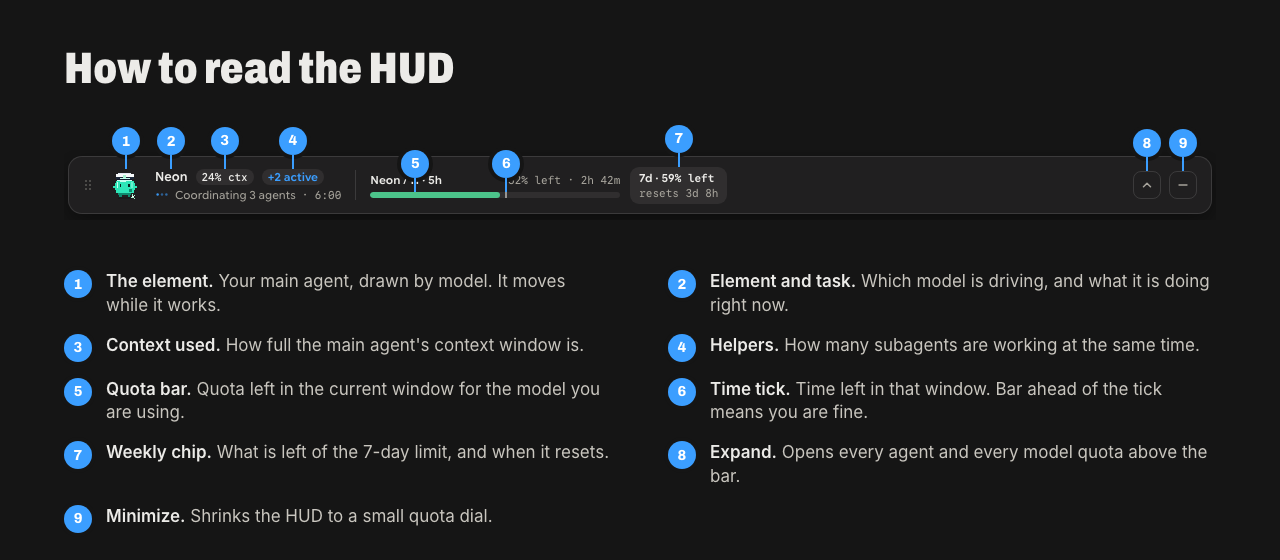 How to read the HUD
1 2 3 4 5 6 7 8 9
Neon 24% ctx +2 active
Coordinating 3 agents · 6:00
Neon / · 5h 2% left · 2h 42m
7d · 59% left
resets 3d 8h
1 The element. Your main agent, drawn by model. It moves
while it works.
2 Element and task. Which model is driving, and what it is doing
right now.
3 Context used. How full the main agent's context window is.
4 Helpers. How many subagents are working at the same time.
5 Quota bar. Quota left in the current window for the model you
are using.
6 Time tick. Time left in that window. Bar ahead of the tick
means you are fine.
7 Weekly chip. What is left of the 7-day limit, and when it resets.
8 Expand. Opens every agent and every model quota above the
bar.
9 Minimize. Shrinks the HUD to a small quota dial.